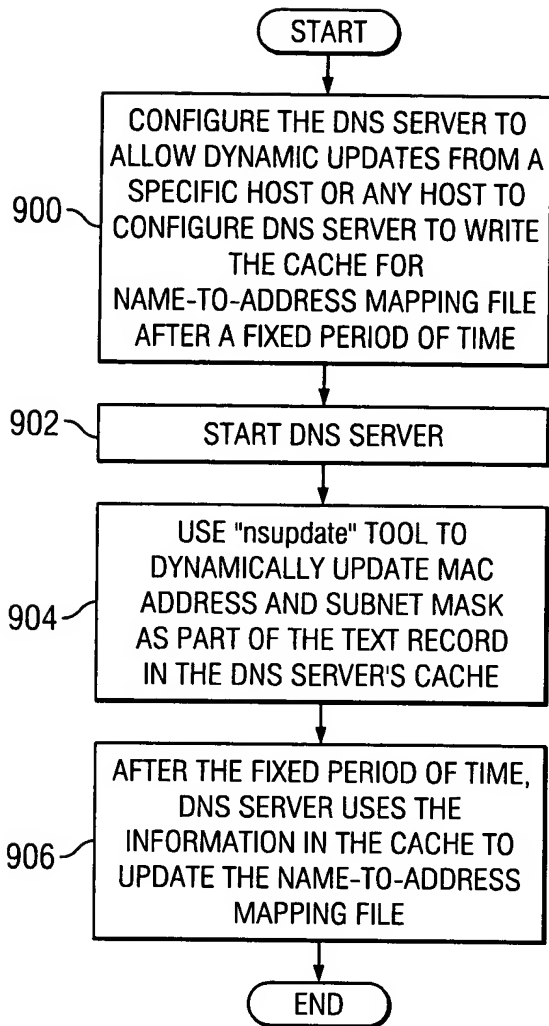 START
CONFIGURE THE DNS SERVER TO
ALLOW DYNAMIC UPDATES FROM A
SPECIFIC HOST OR ANY HOST TO
CONFIGURE DNS SERVER TO WRITE
THE CACHE FOR
NAME-TO-ADDRESS MAPPING FILE
AFTER A FIXED PERIOD OF TIME
900
902
START DNS SERVER
USE "nsupdate" TOOL TO
DYNAMICALLY UPDATE MAC
ADDRESS AND SUBNET MASK
AS PART OF THE TEXT RECORD
IN THE DNS SERVER'S CACHE
904
AFTER THE FIXED PERIOD OF TIME,
DNS SERVER USES THE
INFORMATION IN THE CACHE TO
UPDATE THE NAME-TO-ADDRESS
MAPPING FILE
906
END